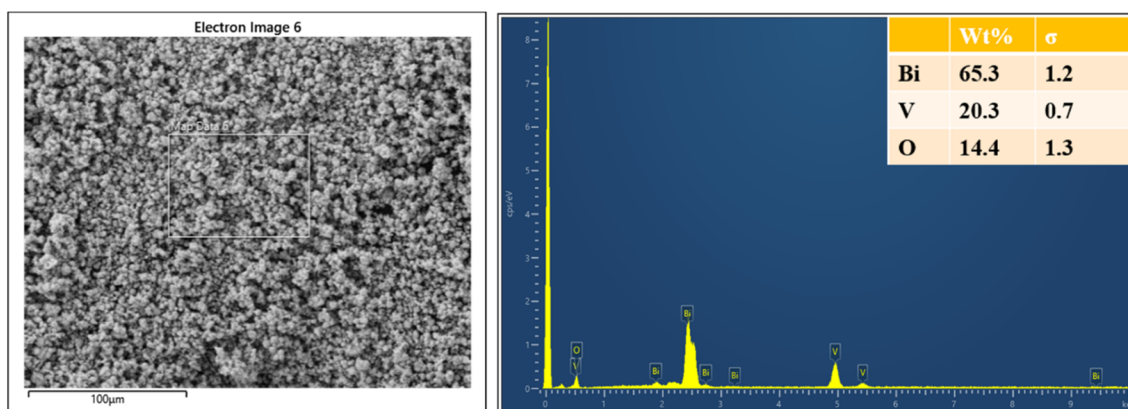 Electron Image 6
Map Data 6
100µm
Wt% σ
Bi 65.3 1.2
V 20.3 0.7
O 14.4 1.3
cps/eV
8
7
6
5
4
3
2
1
0
Bi
O
V
V
Bi
Bi
Bi
V
Bi
0 1 2 3 4 5 6 7 8 9